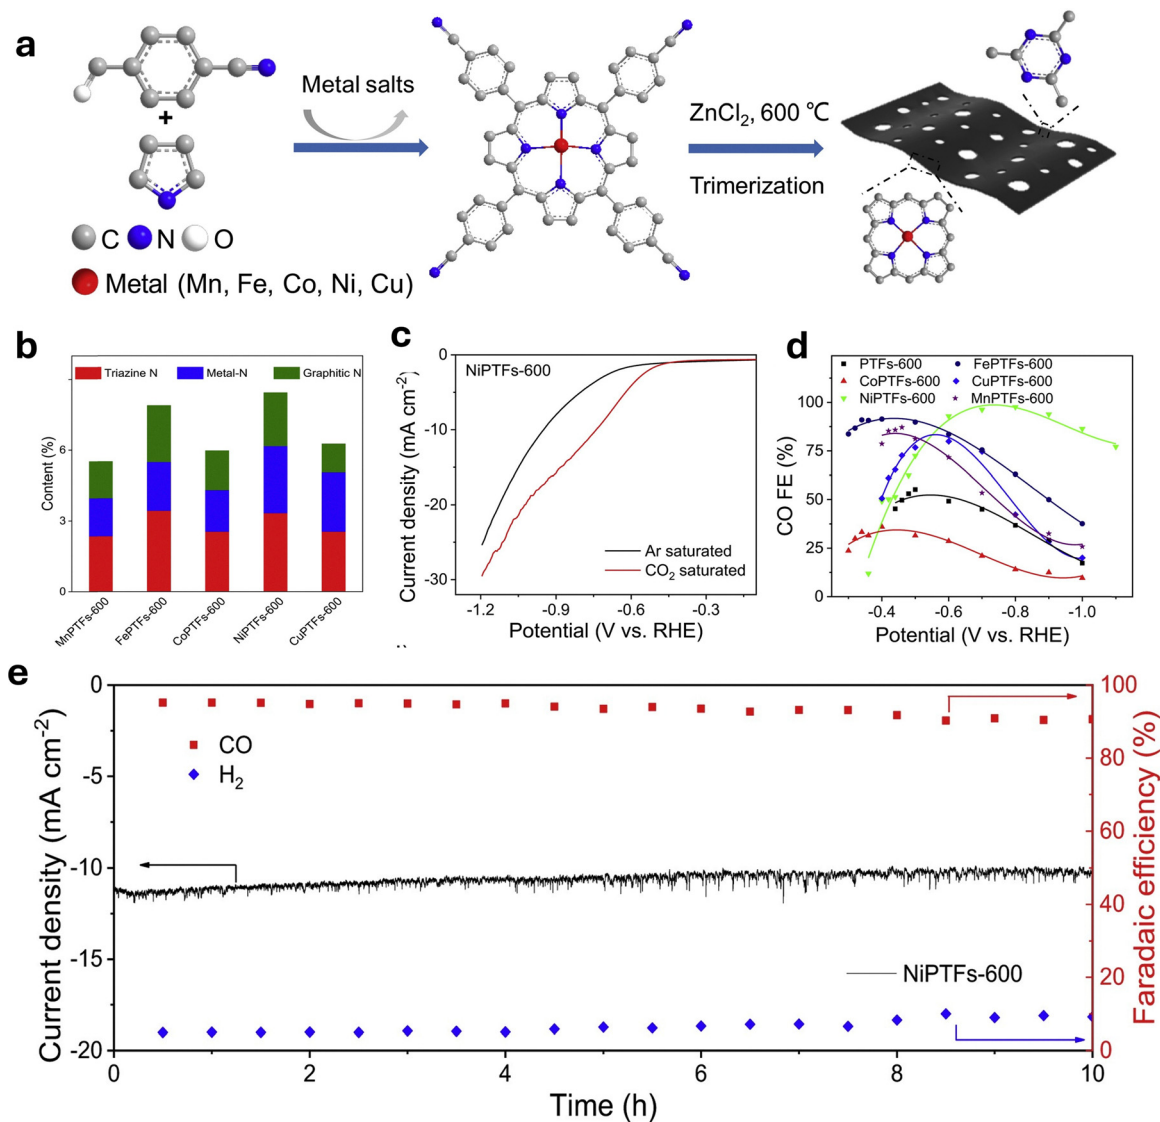 a
Metal salts
+
ZnCl2, 600 ℃
Trimerization
C N O
Metal (Mn, Fe, Co, Ni, Cu)
b
Triazine N Metal-N Graphitic N
Content (%)
6
3
0
MnPTFs-600 FePTFs-600 CoPTFs-600 NiPTFs-600 CuPTFs-600
c
NiPTFs-600
Current density (mA cm-2)
0
-10
-20
-30
Ar saturated
CO2 saturated
-1.2 -0.9 -0.6 -0.3
Potential (V vs. RHE)
d
PTFs-600 FePTFs-600
CoPTFs-600 CuPTFs-600
NiPTFs-600 MnPTFs-600
CO FE (%)
100
75
50
25
0
-0.4 -0.6 -0.8 -1.0
Potential (V vs. RHE)
e
Current density (mA cm-2)
0
-5
-10
-15
-20
CO
H2
NiPTFs-600
100
80
60
40
20
0
Faradaic efficiency (%)
0 2 4 6 8 10
Time (h)